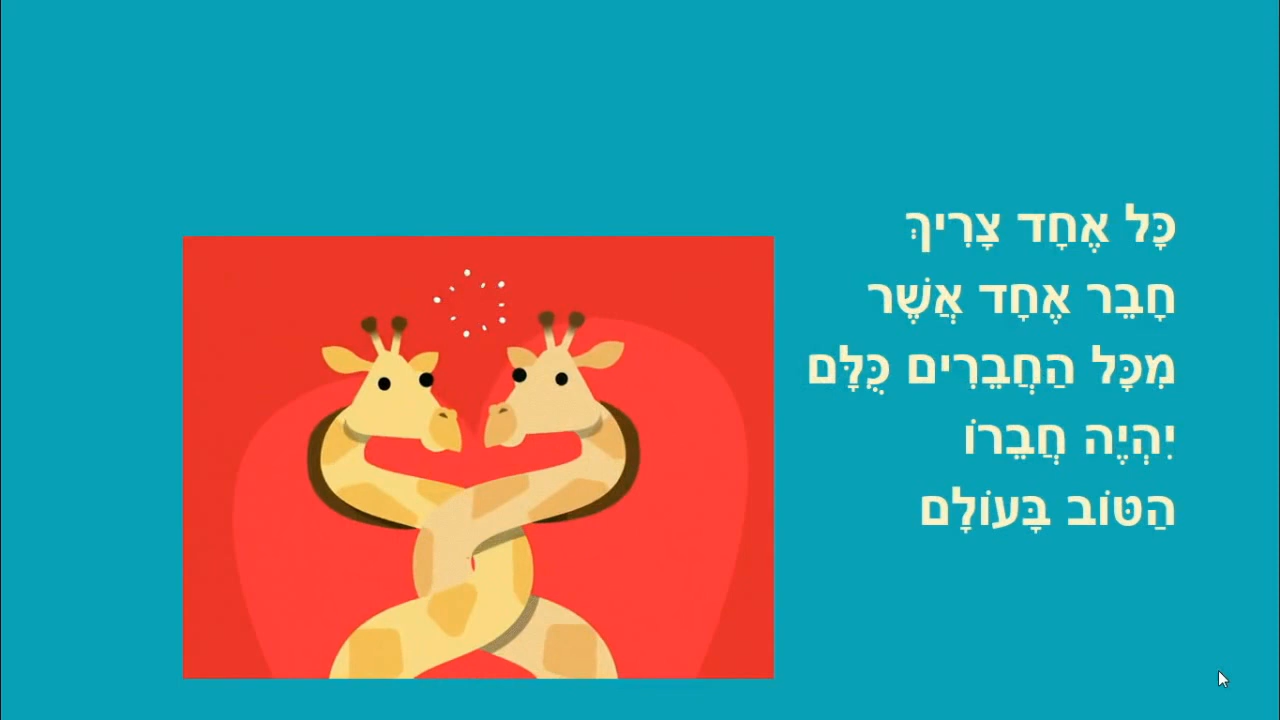 כָּל אֶחָד צָרִיךְ
חָבֵר אֶחָד אֲשֶׁר
מִכָּל הַחֲבֵרִים כֻּלָּם
יִהְיֶה חֲבֵרוֹ
הַטּוֹב בָּעוֹלָם